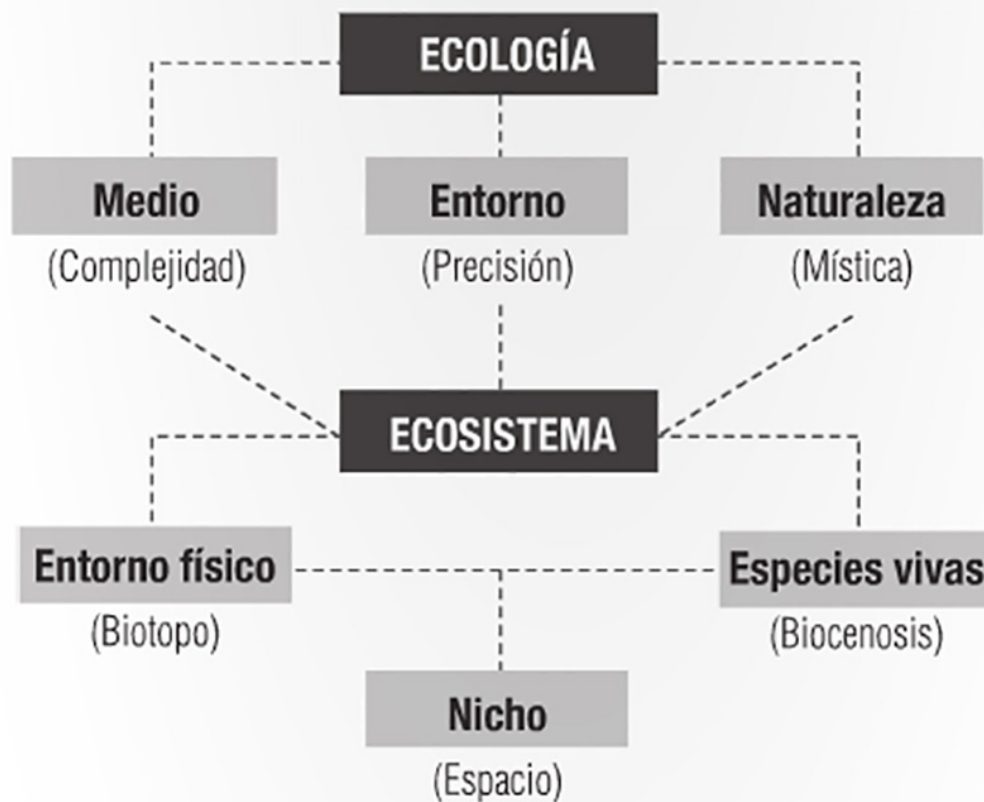 ECOLOGÍA
Medio
(Complejidad)
Entorno
(Precisión)
Naturaleza
(Mística)
ECOSISTEMA
Entorno físico
(Biotopo)
Especies vivas
(Biocenosis)
Nicho
(Espacio)